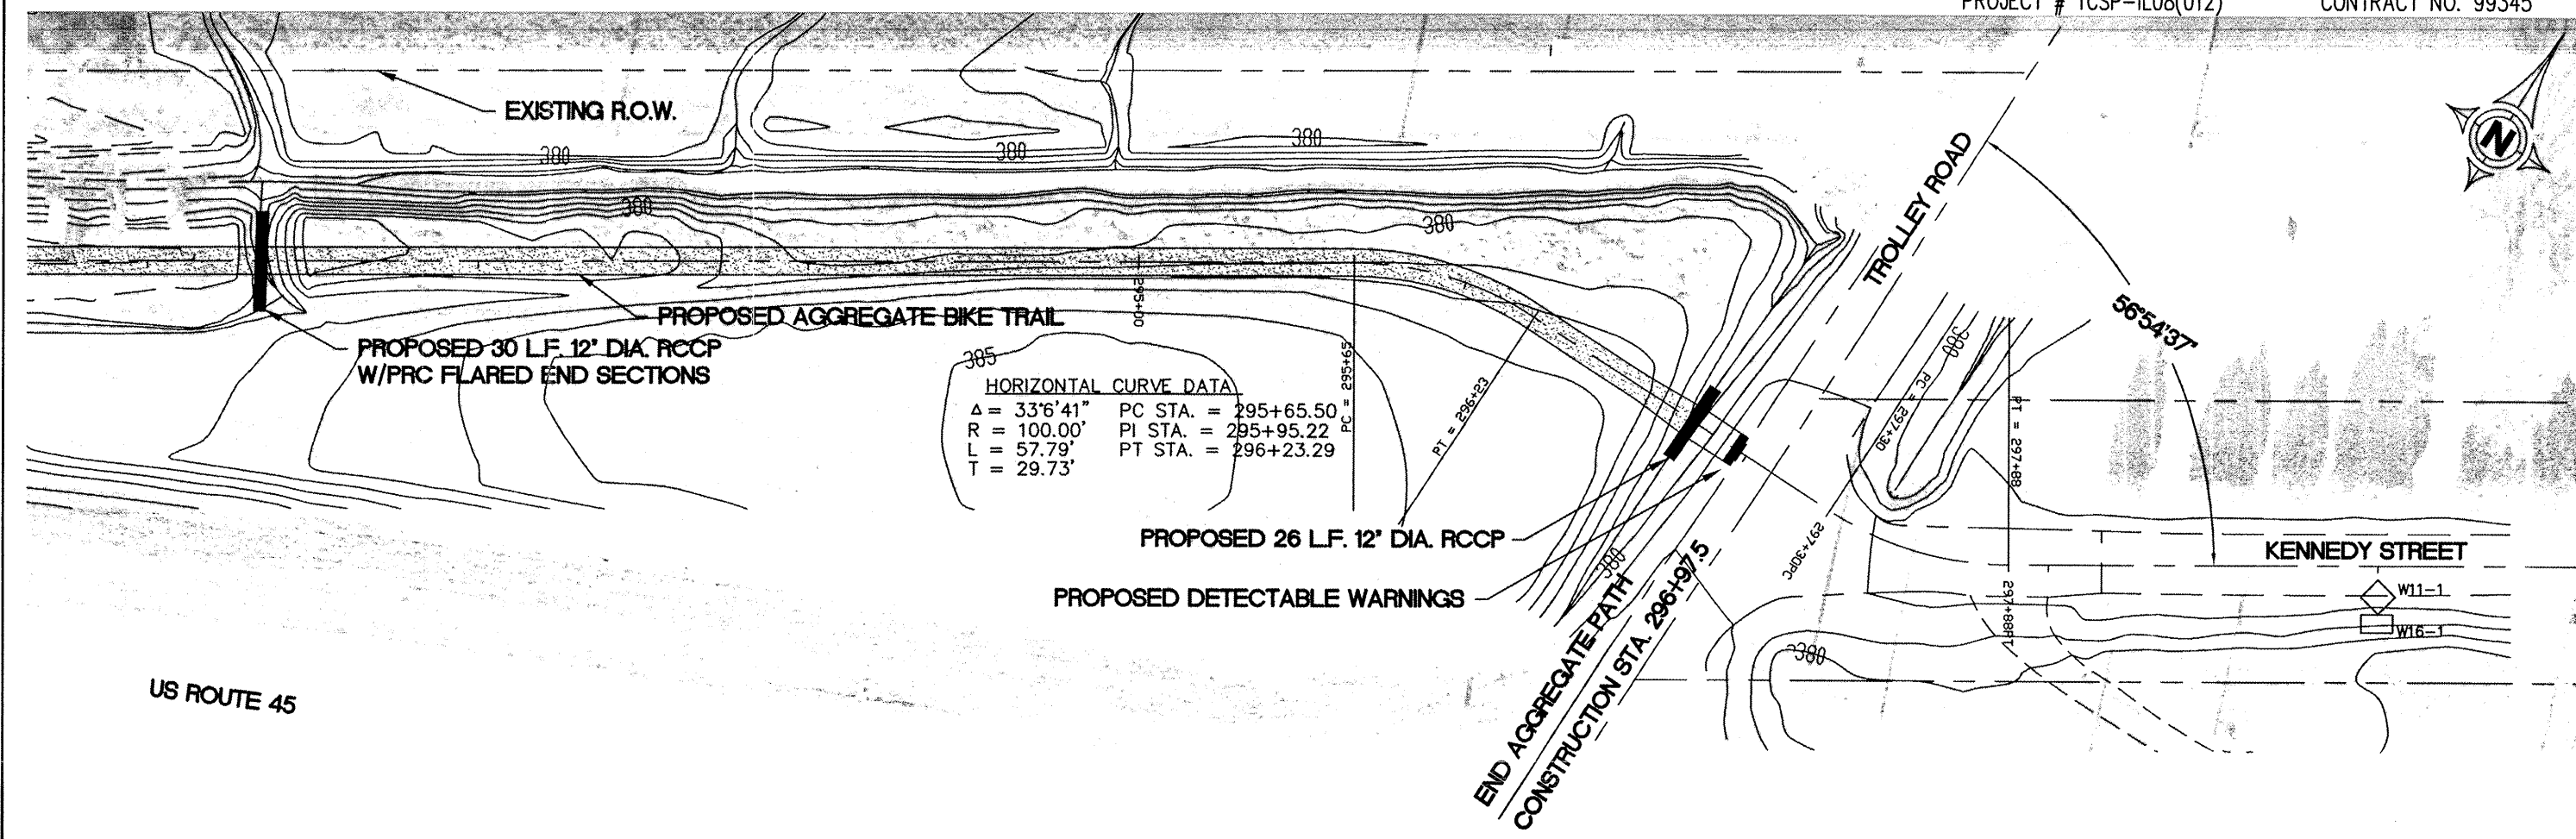 PROJECT # TCSP-IL08(012) CONTRACT NO. 99345
EXISTING R.O.W.
N
380
380
380
380
380
TROLLEY ROAD
56°54'37"
295+00
PROPOSED AGGREGATE BIKE TRAIL
PROPOSED 30 L.F. 12" DIA. RCCP
W/PRC FLARED END SECTIONS
385
HORIZONTAL CURVE DATA
Δ = 33°6'41" PC STA. = 295+65.50
R = 100.00' PI STA. = 295+95.22
L = 57.79' PT STA. = 296+23.29
T = 29.73'
PC = 295+65
PT = 296+23
380
PC = 297+30
PT = 297+88
PROPOSED 26 L.F. 12" DIA. RCCP
PROPOSED DETECTABLE WARNINGS
380
297+30PC
297+88PT
KENNEDY STREET
W11-1
W16-1
380
END AGGREGATE PATH
CONSTRUCTION STA. 296+97.5
US ROUTE 45